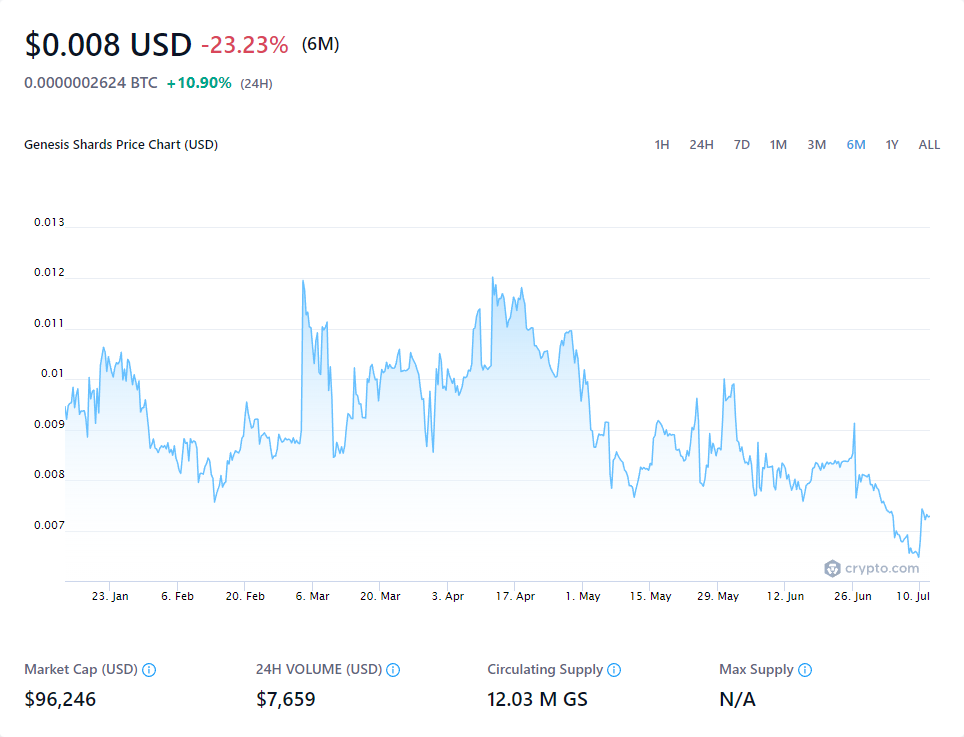 $0.008 USD -23.23% (6M)
0.0000002624 BTC +10.90% (24H)
Genesis Shards Price Chart (USD)
1H 24H 7D 1M 3M 6M 1Y ALL
0.013
0.012
0.011
0.01
0.009
0.008
0.007
crypto.com
23. Jan 6. Feb 20. Feb 6. Mar 20. Mar 3. Apr 17. Apr 1. May 15. May 29. May 12. Jun 26. Jun 10. Jul
Market Cap (USD) 24H VOLUME (USD) Circulating Supply Max Supply
$96,246 $7,659 12.03 M GS N/A